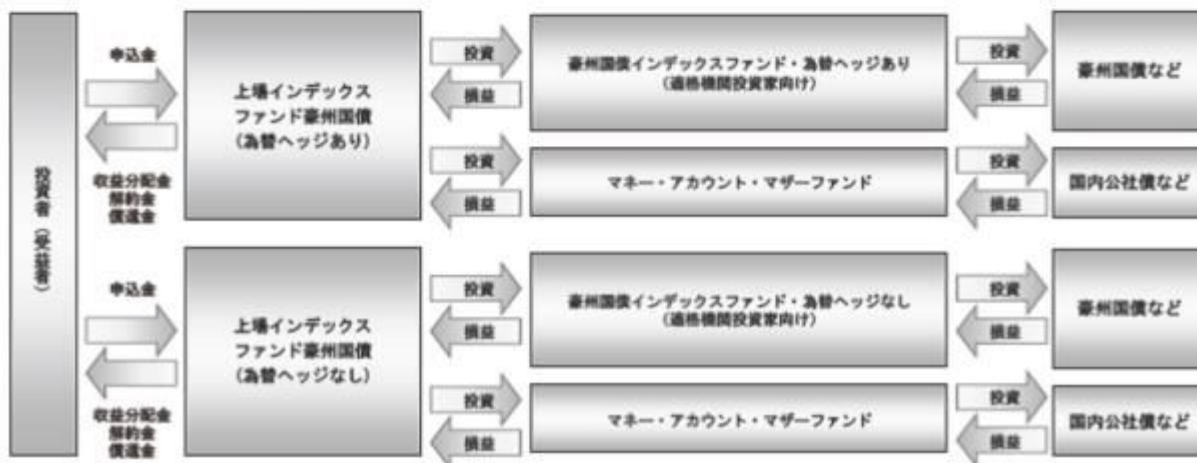 投資者（受益者）
申込金
収益分配金
解約金
償還金
上場インデックス
ファンド豪州国債
（為替ヘッジあり）
投資
損益
豪州国債インデックスファンド・為替ヘッジあり
（適格機関投資家向け）
投資
損益
豪州国債など
投資
損益
マネー・アカウント・マザーファンド
投資
損益
国内公社債など
申込金
収益分配金
解約金
償還金
上場インデックス
ファンド豪州国債
（為替ヘッジなし）
投資
損益
豪州国債インデックスファンド・為替ヘッジなし
（適格機関投資家向け）
投資
損益
豪州国債など
投資
損益
マネー・アカウント・マザーファンド
投資
損益
国内公社債など